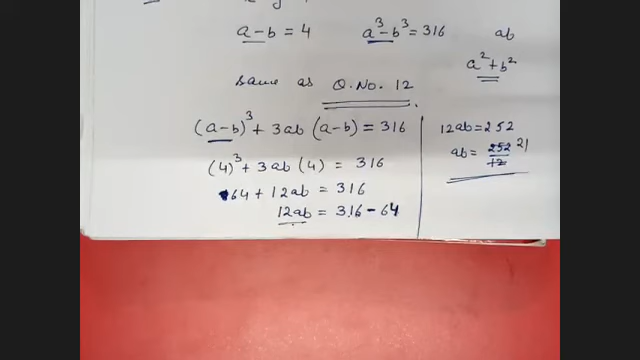 a - b = 4 a³ - b³ = 316 ab
a² + b²
same as Q.No. 12
(a-b)³ + 3ab (a-b) = 316
(4)³ + 3ab (4) = 316
64 + 12ab = 316
12ab = 316 - 64
12ab = 252
ab = 252/12 21